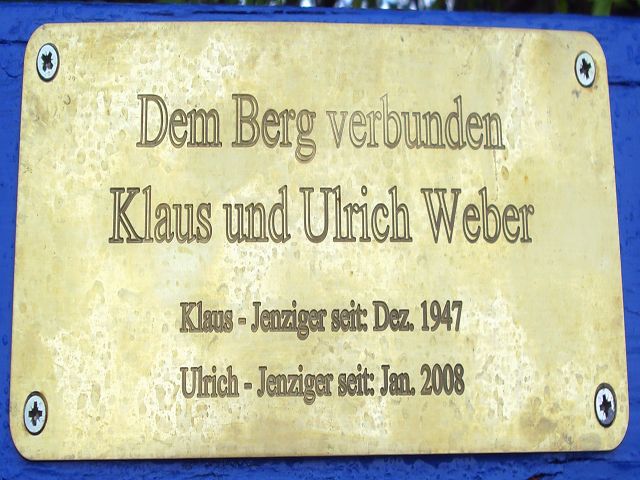 Dem Berg verbunden
Klaus und Ulrich Weber
Klaus - Jenziger seit: Dez. 1947
Ulrich - Jenziger seit: Jan. 2008